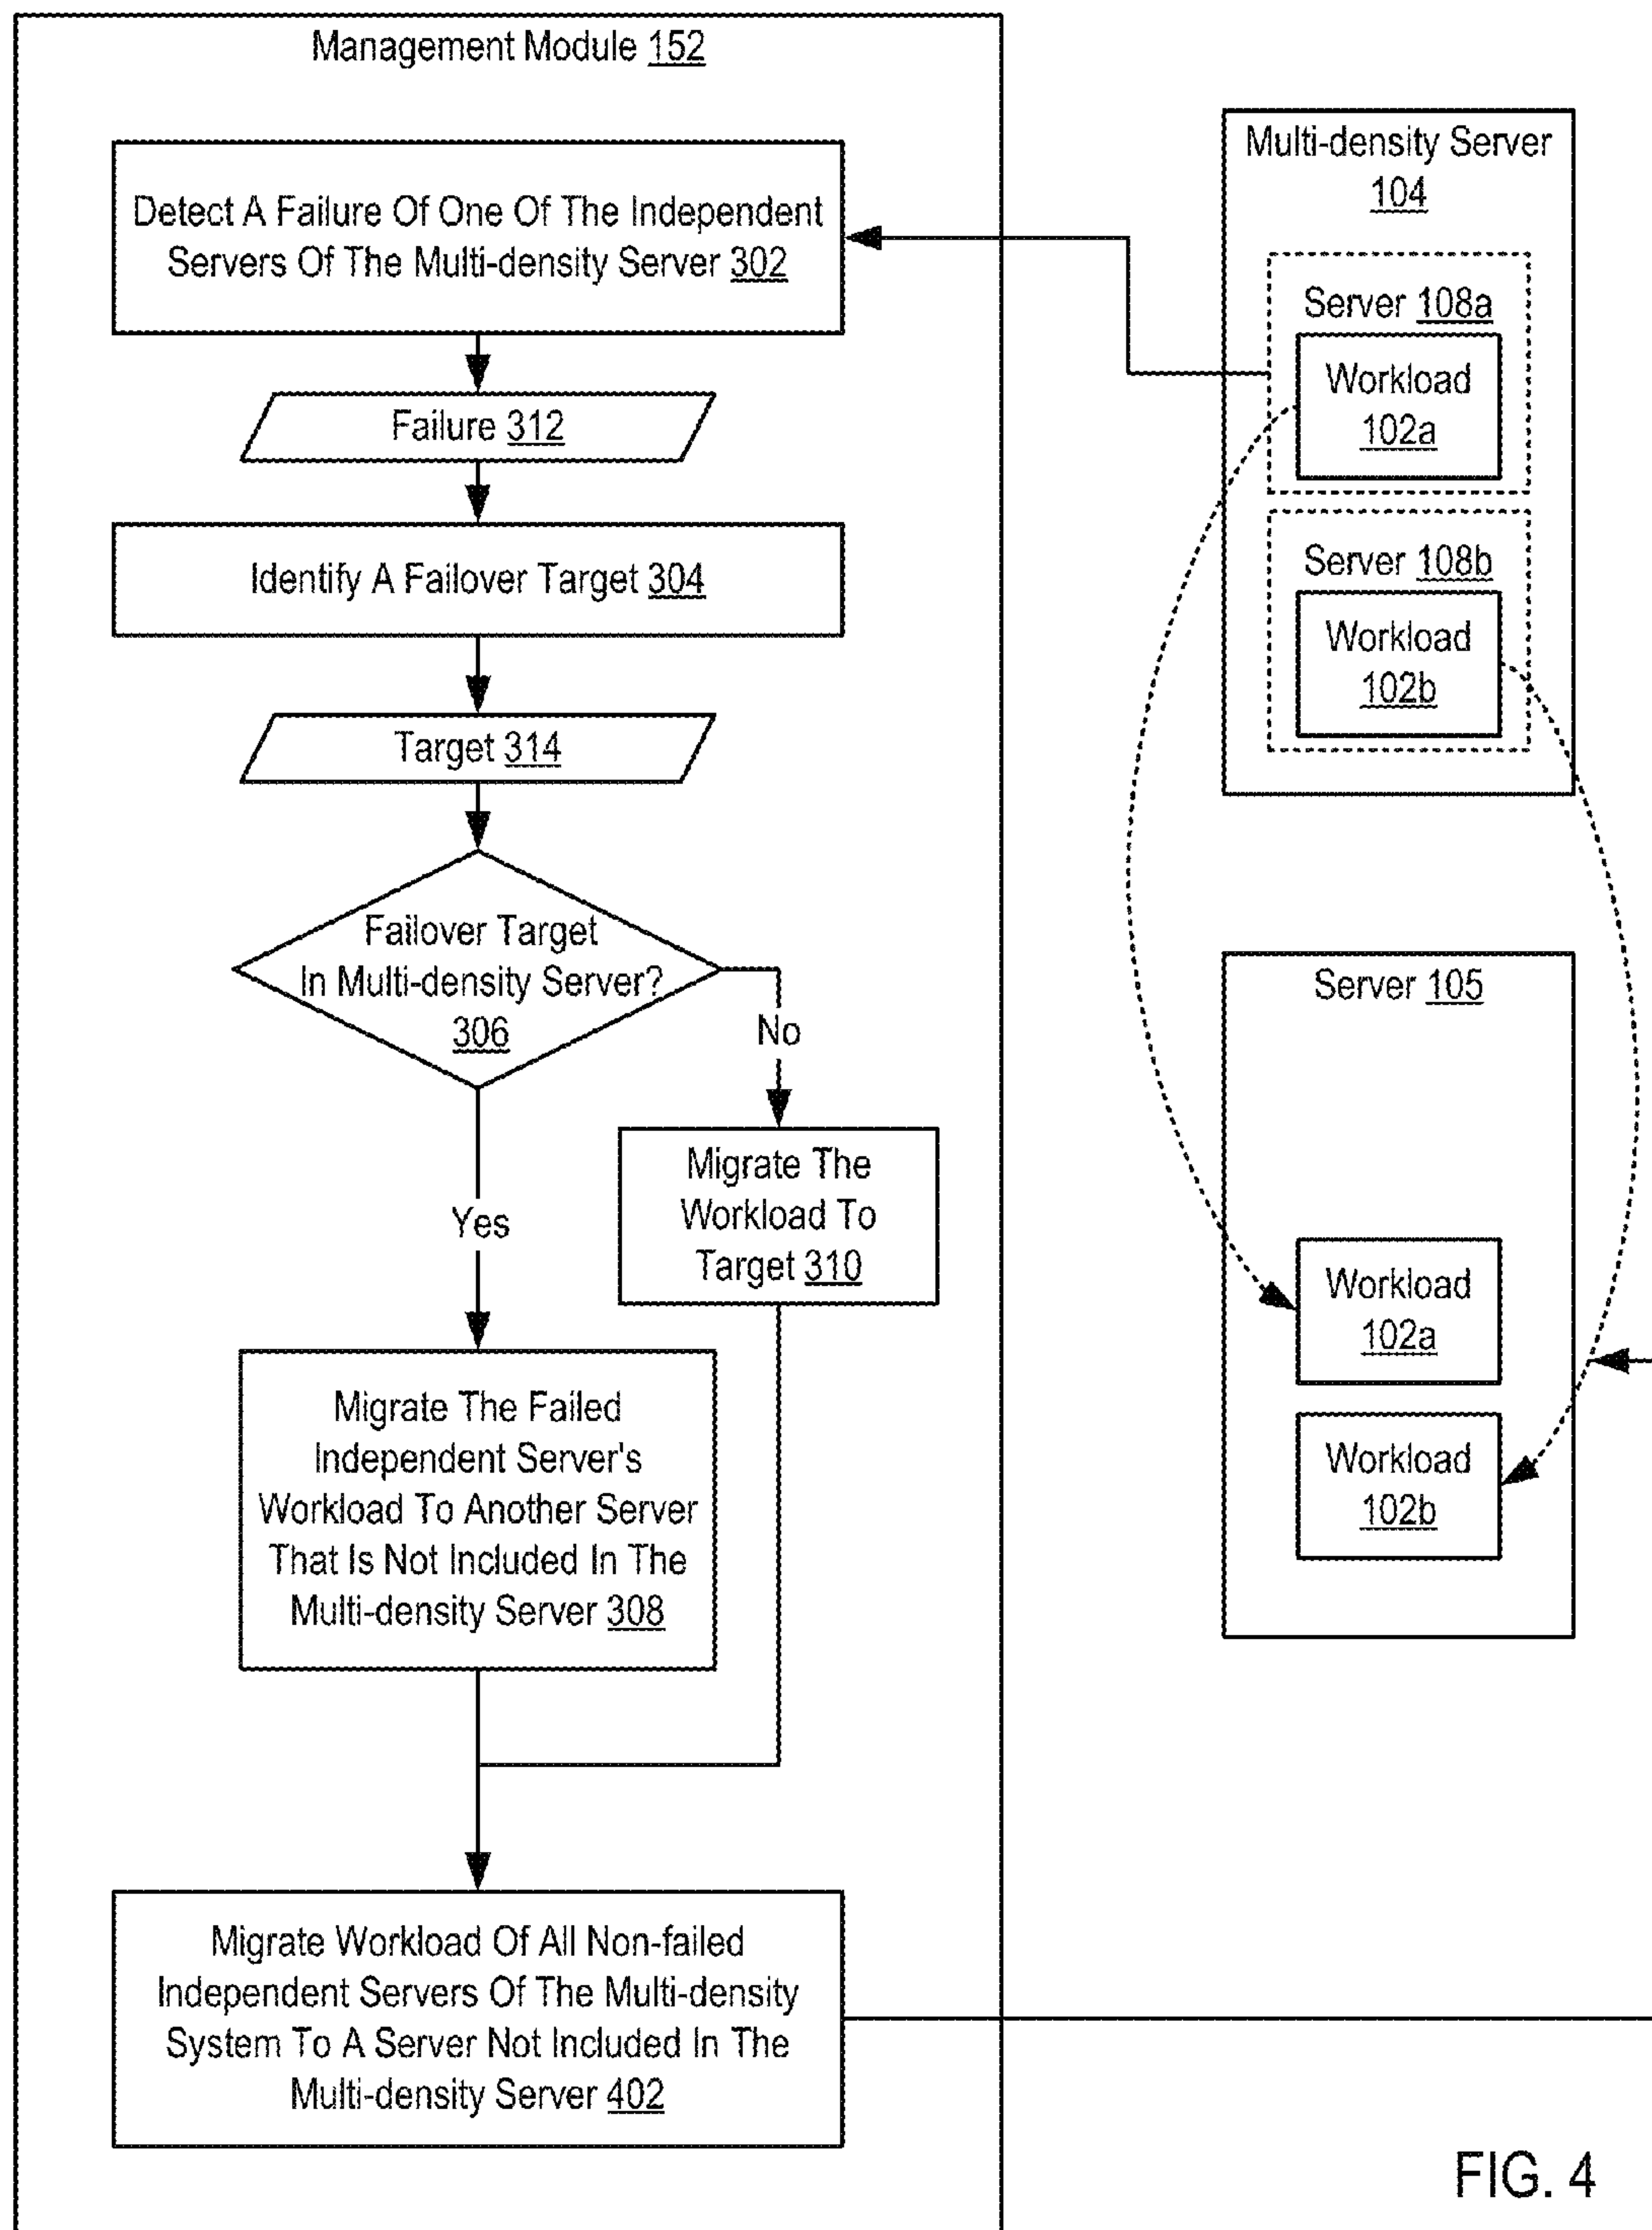 Management Module 152
Detect A Failure Of One Of The Independent
Servers Of The Multi-density Server 302
Failure 312
Identify A Failover Target 304
Target 314
Failover Target
In Multi-density Server?
306
No
Yes
Migrate The
Workload To
Target 310
Migrate The Failed
Independent Server's
Workload To Another Server
That Is Not Included In The
Multi-density Server 308
Migrate Workload Of All Non-failed
Independent Servers Of The Multi-density
System To A Server Not Included In The
Multi-density Server 402
Multi-density Server
104
Server 108a
Workload
102a
Server 108b
Workload
102b
Server 105
Workload
102a
Workload
102b
FIG. 4